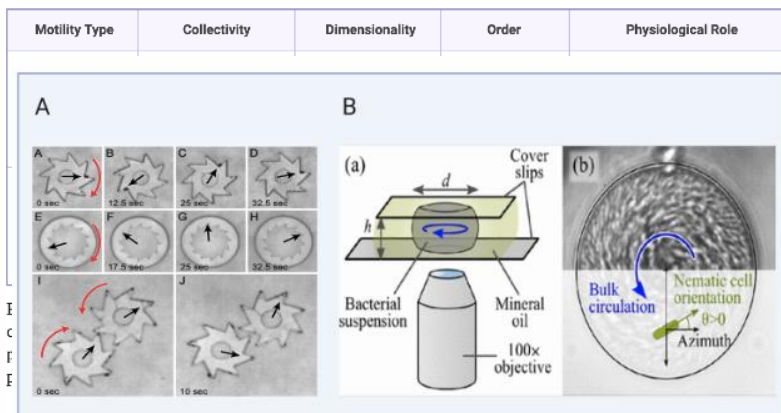 Motility Type Collectivity Dimensionality Order Physiological Role
A
A B C D
0 sec 12.5 sec 25 sec 32.5 sec
E F G H
0 sec 17.5 sec 25 sec 32.5 sec
I J
0 sec 10 sec
B
(a)
Cover
slips
d
h
Bacterial
suspension
Mineral
oil
100×
objective
(b)
Bulk
circulation
Nematic cell
orientation
θ>0
Azimuth